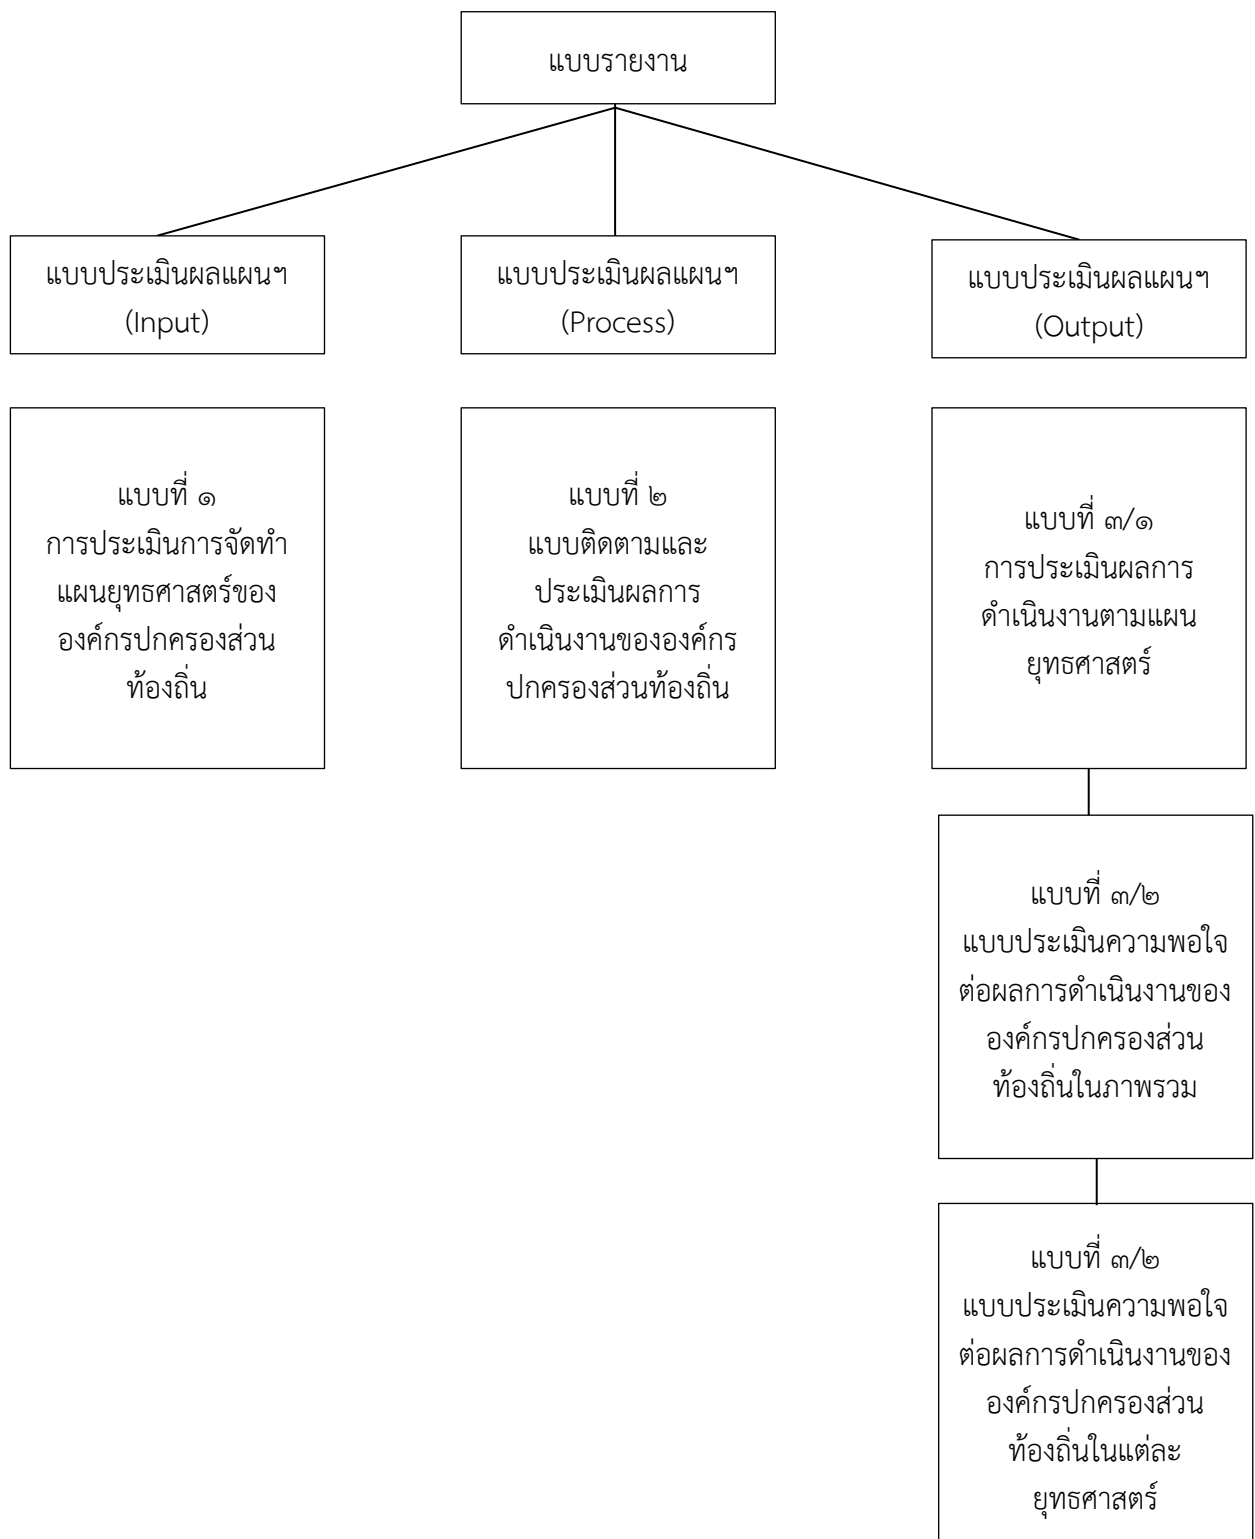 แบบรายงาน
แบบประเมินผลแผนฯ
(Input)
แบบประเมินผลแผนฯ
(Process)
แบบประเมินผลแผนฯ
(Output)
แบบที่ ๑
การประเมินการจัดทำ
แผนยุทธศาสตร์ของ
องค์กรปกครองส่วน
ท้องถิ่น
แบบที่ ๒
แบบติดตามและ
ประเมินผลการ
ดำเนินงานขององค์กร
ปกครองส่วนท้องถิ่น
แบบที่ ๓/๑
การประเมินผลการ
ดำเนินงานตามแผน
ยุทธศาสตร์
แบบที่ ๓/๒
แบบประเมินความพอใจ
ต่อผลการดำเนินงานของ
องค์กรปกครองส่วน
ท้องถิ่นในภาพรวม
แบบที่ ๓/๒
แบบประเมินความพอใจ
ต่อผลการดำเนินงานของ
องค์กรปกครองส่วน
ท้องถิ่นในแต่ละ
ยุทธศาสตร์